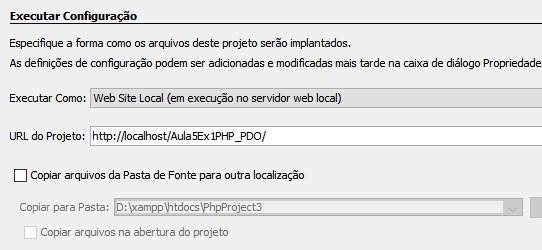 Executar Configuração
Especifique a forma como os arquivos deste projeto serão implantados.
As definições de configuração podem ser adicionadas e modificadas mais tarde na caixa de diálogo Propriedade
Executar Como: Web Site Local (em execução no servidor web local)
URL do Projeto: http://localhost/Aula5Ex1PHP_PDO/
Copiar arquivos da Pasta de Fonte para outra localização
Copiar para Pasta: D:\xampp\htdocs\PhpProject3
Copiar arquivos na abertura do projeto